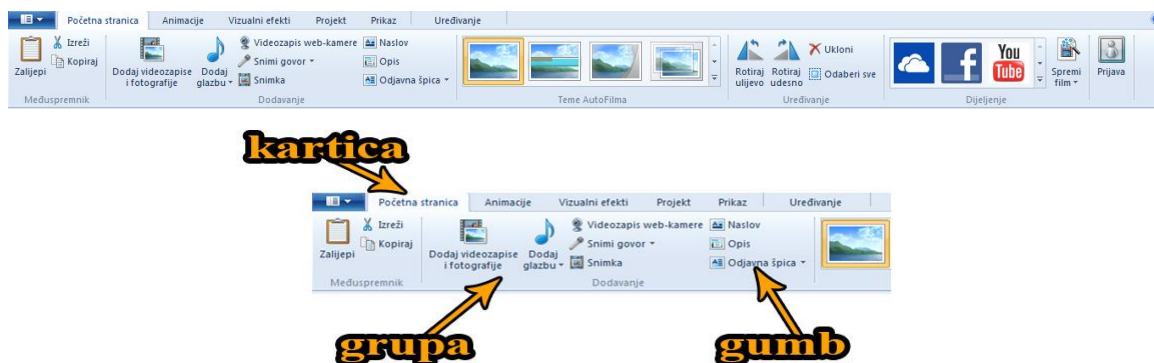 Početna stranica Animacije Vizualni efekti Projekt Prikaz Uređivanje
Zalijepi
Izreži
Kopiraj
Međuspremnik
Dodaj videozapise
i fotografije
Dodaj
glazbu
Videozapis web-kamere
Snimi govor
Snimka
Naslov
Opis
Odjavna špica
Dodavanje
Teme AutoFilma
Rotiraj
ulijevo
Rotiraj
udesno
Ukloni
Odaberi sve
Uređivanje
f
You
Tube
Dijeljenje
Spremi
film
Prijava
kartica
Početna stranica Animacije Vizualni efekti Projekt Prikaz Uređivanje
Zalijepi
Izreži
Kopiraj
Međuspremnik
Dodaj videozapise
i fotografije
Dodaj
glazbu
Videozapis web-kamere
Snimi govor
Snimka
Naslov
Opis
Odjavna špica
Dodavanje
grupa
gumb